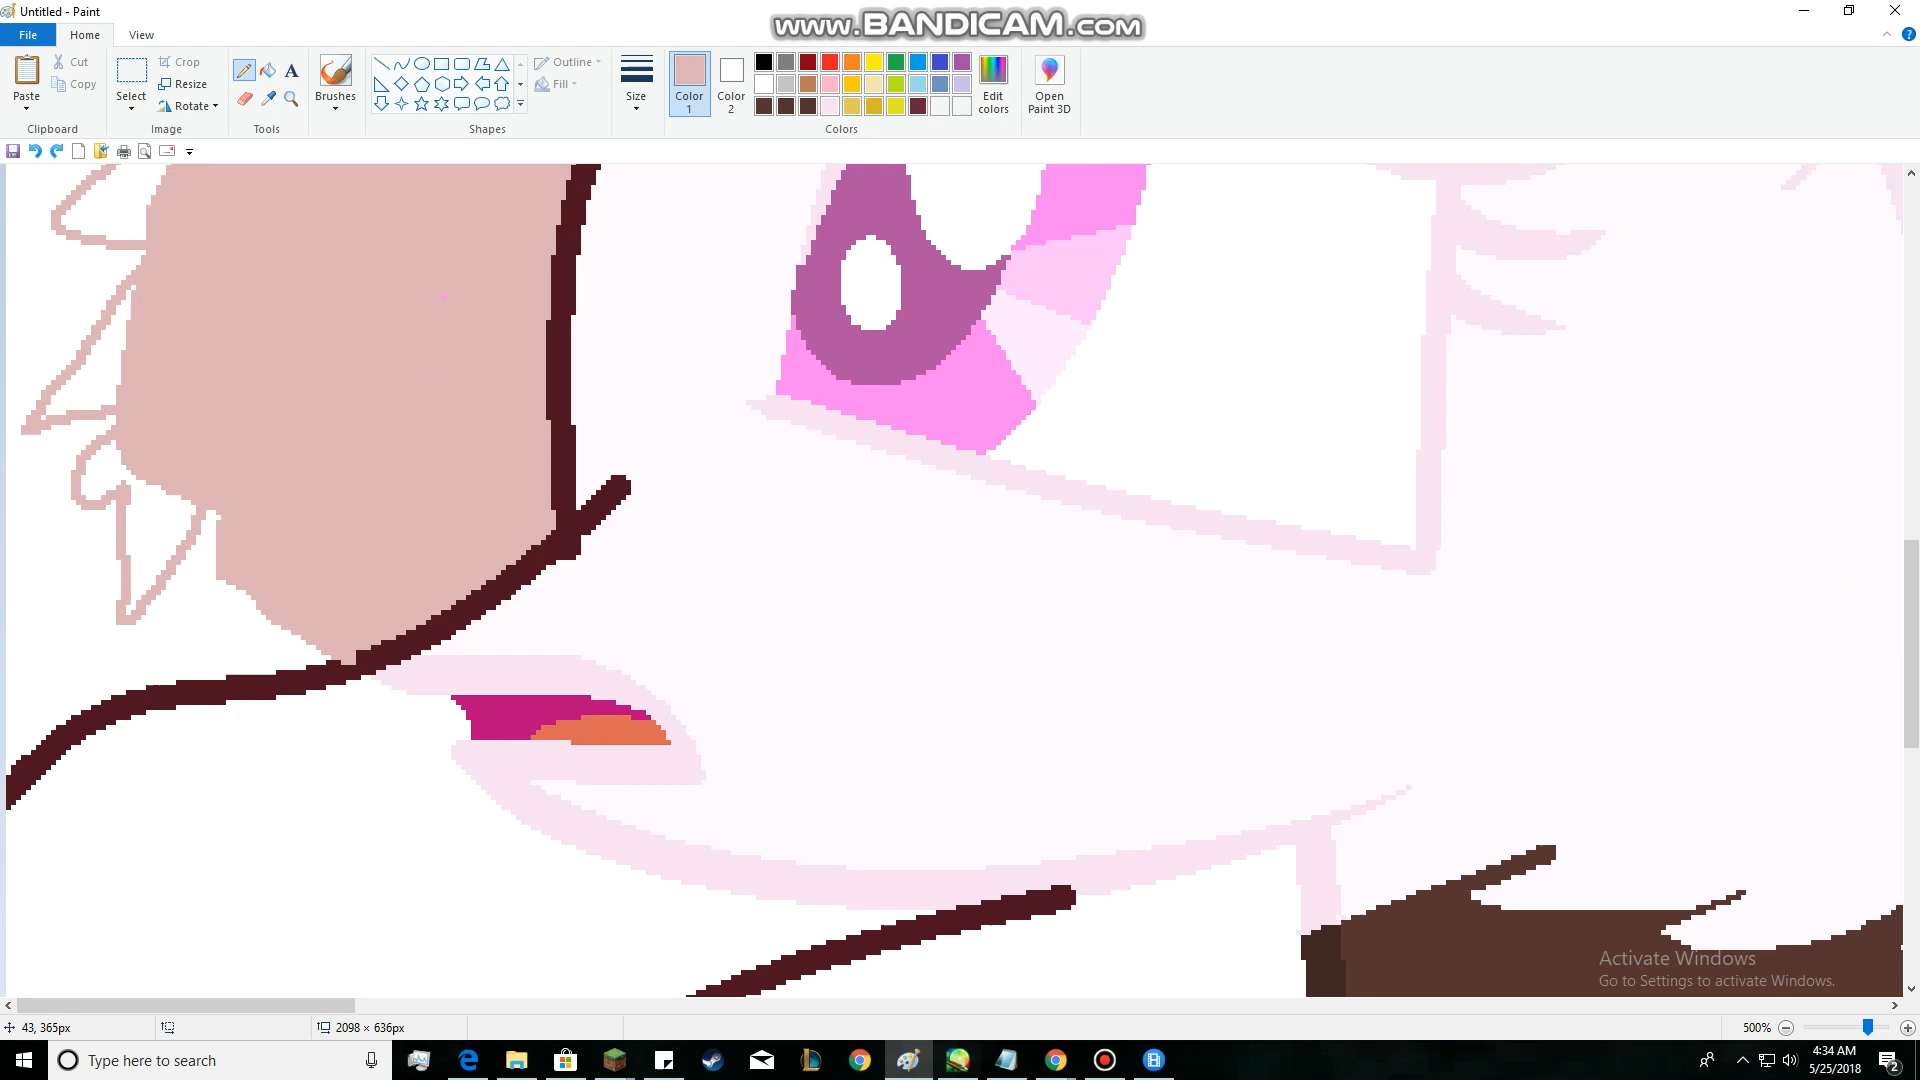 Untitled - Paint
www.BANDICAM.com
File Home View
Paste
Cut
Copy
Clipboard
Select
Crop
Resize
Rotate
Image
Tools
Brushes
Shapes
Outline
Fill
Size
Color
1
Color
2
Colors
Edit
colors
Open
Paint 3D
Activate Windows
Go to Settings to activate Windows.
43, 365px
2098 × 636px
500%
Type here to search
4:34 AM
5/25/2018
2